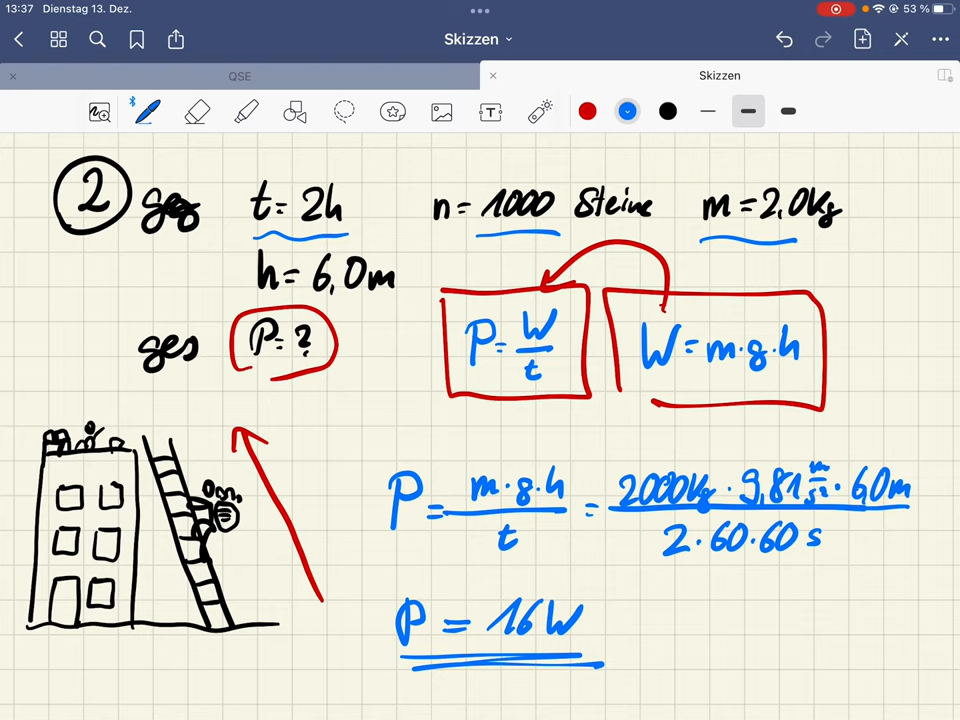 13:37 Dienstag 13. Dez. 53 %
Skizzen
QSE Skizzen
2 geg t = 2h n = 1000 Steine m = 2,0kg
h = 6,0m
ges P = ? P = W/t W = m·g·h
P = m·g·h/t = 2000kg · 9,81 m/s² · 6,0m / 2·60·60 s
P = 16W